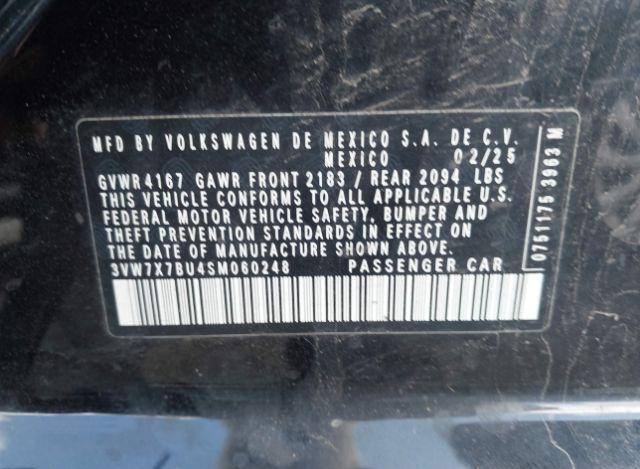 MFD BY VOLKSWAGEN DE MEXICO S.A. DE C.V.
MEXICO 02/25
GVWR 4167 GAWR FRONT 2183 / REAR 2094 LBS
THIS VEHICLE CONFORMS TO ALL APPLICABLE U.S.
FEDERAL MOTOR VEHICLE SAFETY, BUMPER AND
THEFT PREVENTION STANDARDS IN EFFECT ON
THE DATE OF MANUFACTURE SHOWN ABOVE.
3VW7X7BU4SM060248 PASSENGER CAR
0751175 3963 M